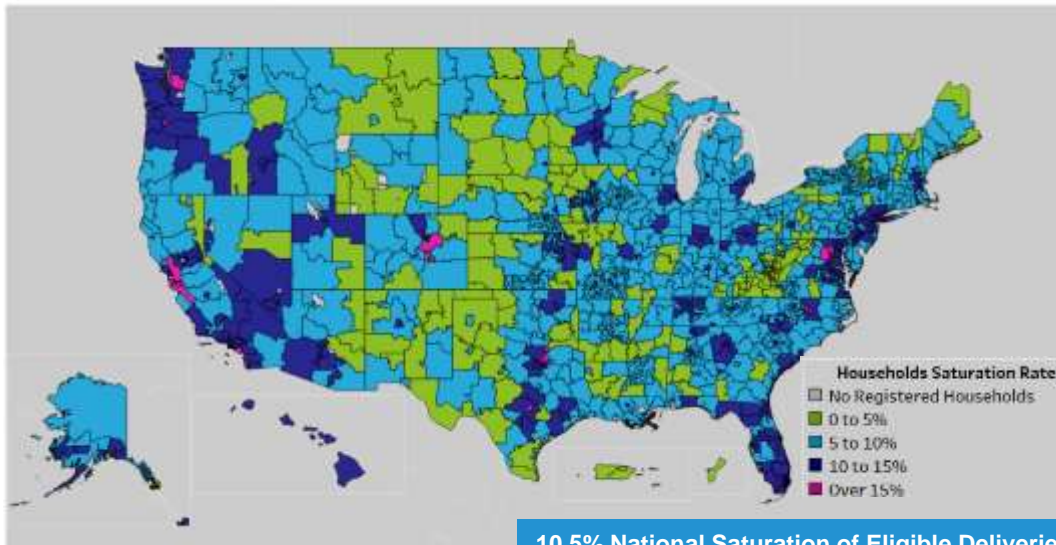 Households Saturation Rate
No Registered Households
0 to 5%
5 to 10%
10 to 15%
Over 15%
10.5% National Saturation of Eligible Deliveries